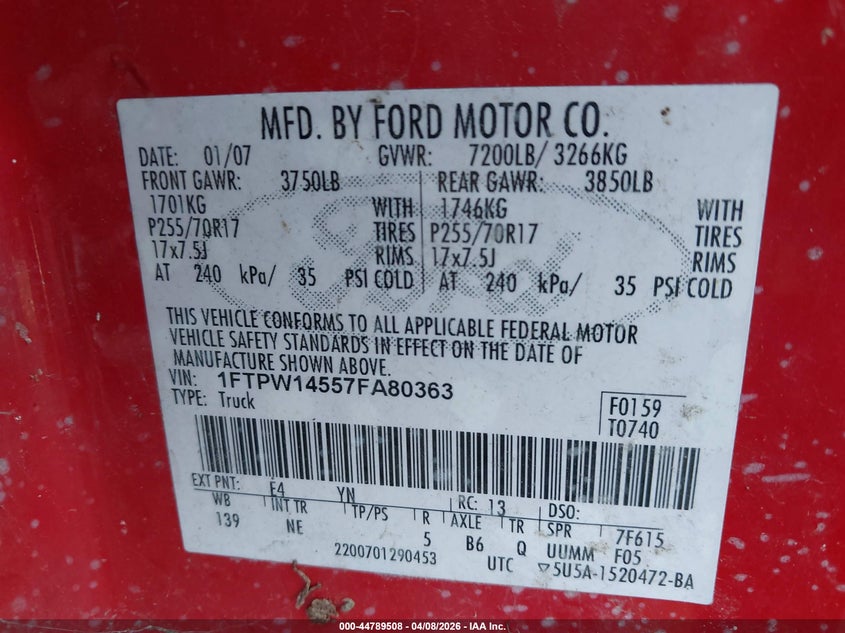 MFD. BY FORD MOTOR CO.
DATE: 01/07 GVWR: 7200LB/ 3266KG
FRONT GAWR: 3750LB REAR GAWR: 3850LB
1701KG WITH 1746KG WITH
P255/70R17 TIRES P255/70R17 TIRES
17x7.5J RIMS 17x7.5J RIMS
AT 240 kPa/ 35 PSI COLD AT 240 kPa/ 35 PSI COLD
Ford
THIS VEHICLE CONFORMS TO ALL APPLICABLE FEDERAL MOTOR
VEHICLE SAFETY STANDARDS IN EFFECT ON THE DATE OF
MANUFACTURE SHOWN ABOVE.
VIN: 1FTPW14557FA80363
TYPE: Truck
F0159
T0740
EXT PNT: E4 YN RC: 13 DSO:
WB INT TR TP/PS R AXLE TR SPR 7F615
139 NE 5 B6 Q UUMM F05
2200701290453 UTC ▽5U5A-1520472-BA
000-44789508 - 04/08/2026 - IAA Inc.